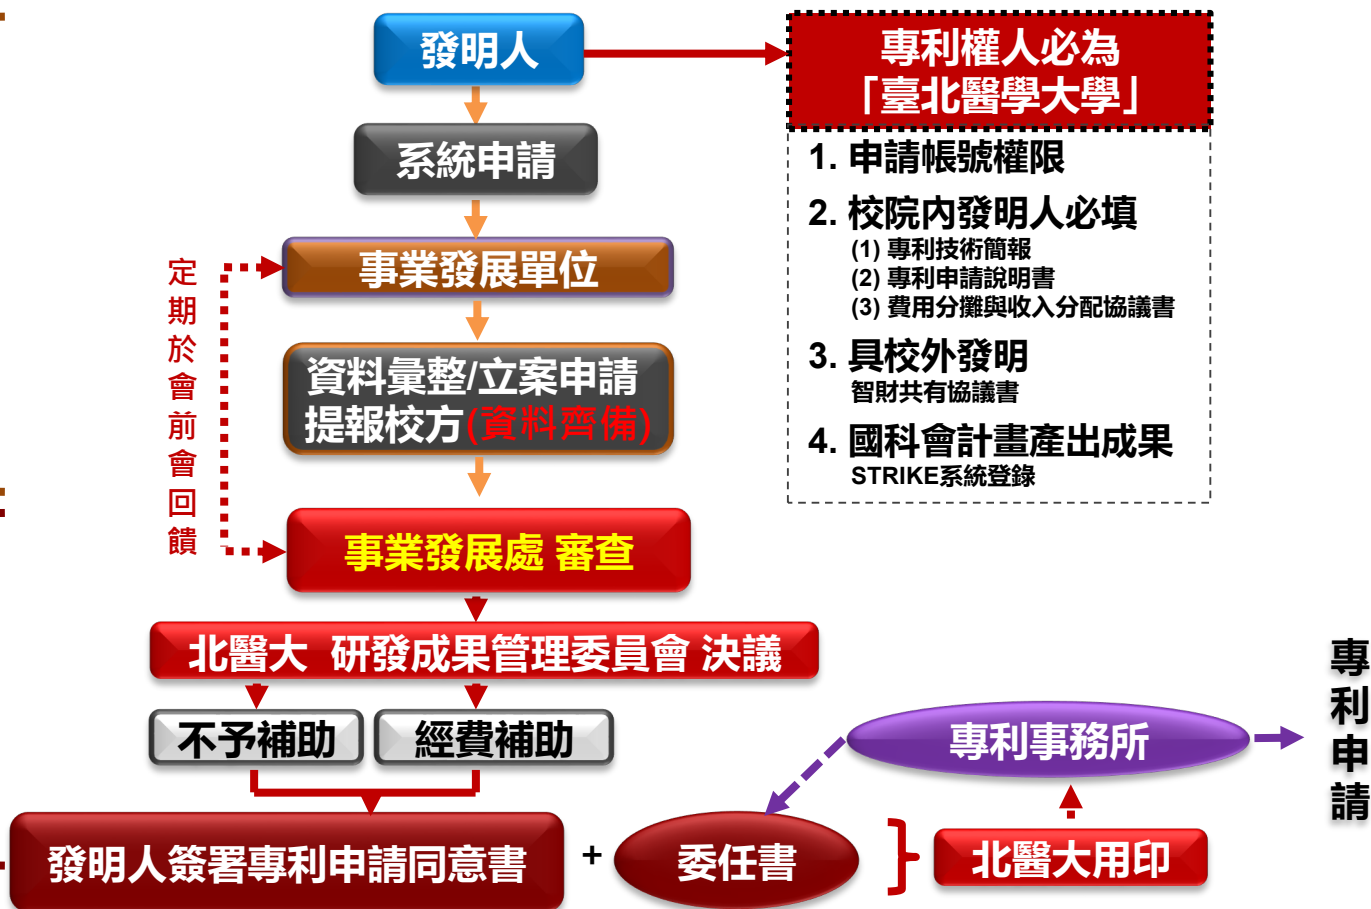 發明人
系統申請
事業發展單位
資料彙整/立案申請
提報校方(資料齊備)
事業發展處 審查
定期於會前會回饋
北醫大 研發成果管理委員會 決議
不予補助
經費補助
發明人簽署專利申請同意書
+
委任書
}
北醫大用印
專利事務所
專利申請
專利權人必為
「臺北醫學大學」
1. 申請帳號權限
2. 校院內發明人必填
(1) 專利技術簡報
(2) 專利申請說明書
(3) 費用分攤與收入分配協議書
3. 具校外發明
智財共有協議書
4. 國科會計畫產出成果
STRIKE系統登錄